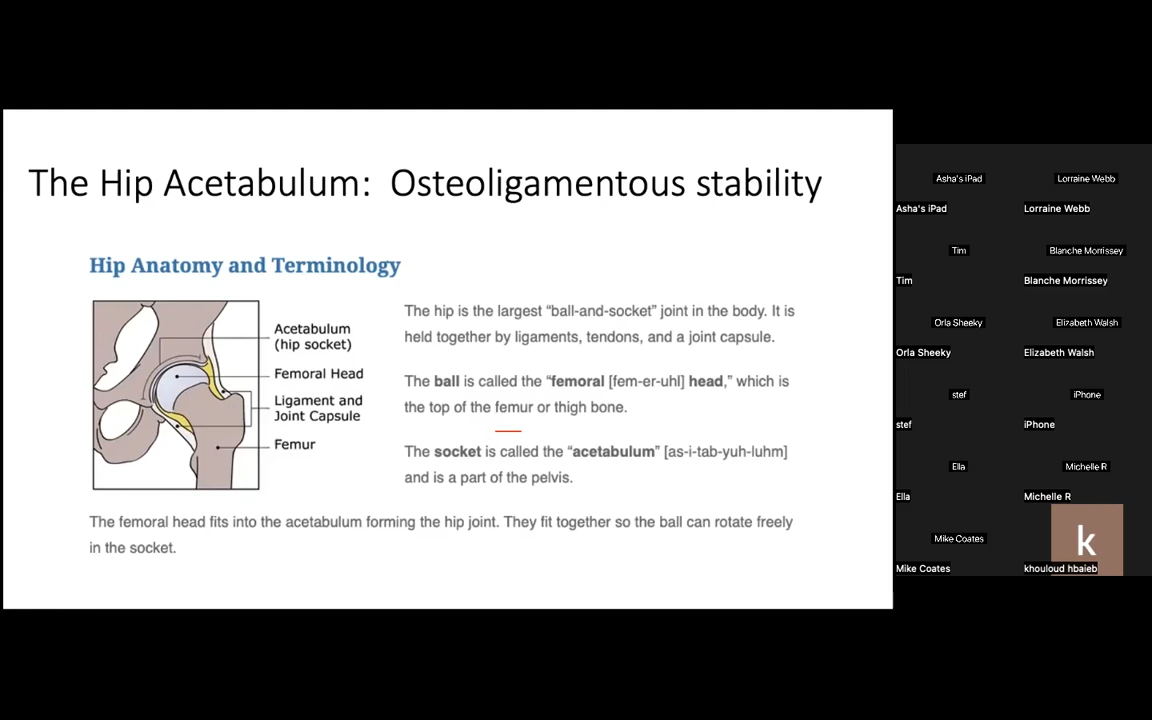 The Hip Acetabulum: Osteoligamentous stability
Hip Anatomy and Terminology
Acetabulum
(hip socket)
Femoral Head
Ligament and
Joint Capsule
Femur
The hip is the largest “ball-and-socket” joint in the body. It is
held together by ligaments, tendons, and a joint capsule.
The ball is called the “femoral [fem-er-uhl] head,” which is
the top of the femur or thigh bone.
The socket is called the “acetabulum” [as-i-tab-yuh-luhm]
and is a part of the pelvis.
The femoral head fits into the acetabulum forming the hip joint. They fit together so the ball can rotate freely
in the socket.
Asha's iPad
Lorraine Webb
Asha's iPad
Lorraine Webb
Tim
Blanche Morrissey
Tim
Blanche Morrissey
Orla Sheeky
Elizabeth Walsh
Orla Sheeky
Elizabeth Walsh
stef
iPhone
stef
iPhone
Ella
Michelle R
Ella
Michelle R
Mike Coates
k
Mike Coates
khouloud hbaieb